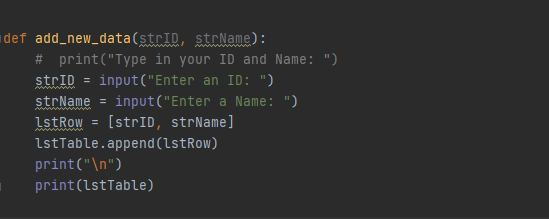 def add_new_data(strID, strName):
    #  print("Type in your ID and Name: ")
    strID = input("Enter an ID: ")
    strName = input("Enter a Name: ")
    lstRow = [strID, strName]
    lstTable.append(lstRow)
    print("\n")
    print(lstTable)